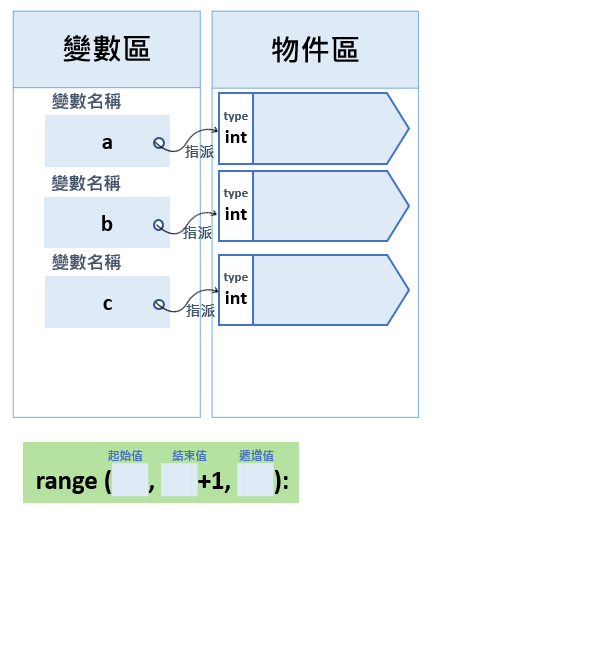 變數區
物件區
變數名稱
a
指派
type
int
變數名稱
b
指派
type
int
變數名稱
c
指派
type
int
起始值 結束值 遞增值
range ( , +1, ):